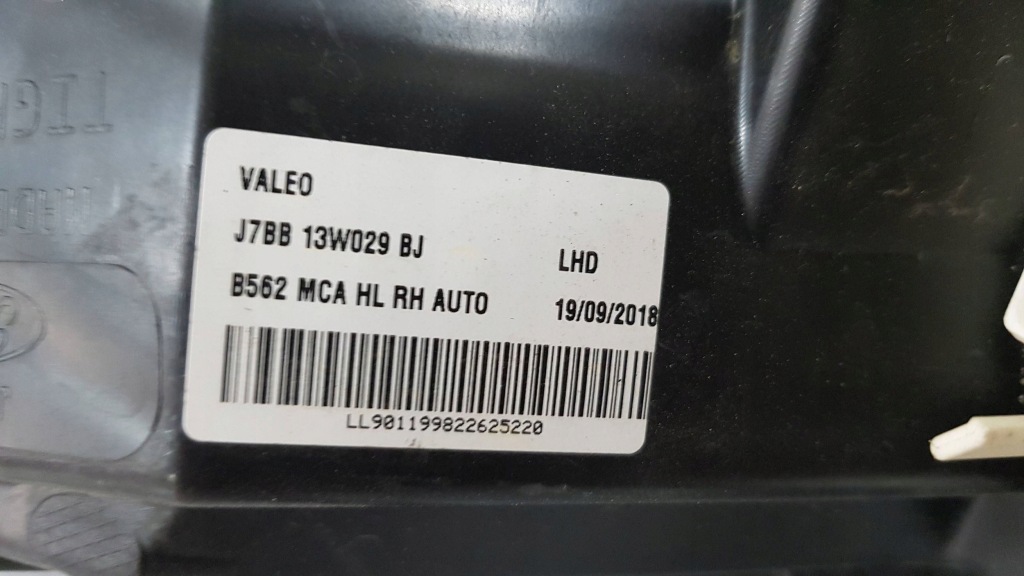 VALEO
J7BB 13W029 BJ
LHD
B562 MCA HL RH AUTO
19/09/2018
LL901199822625220